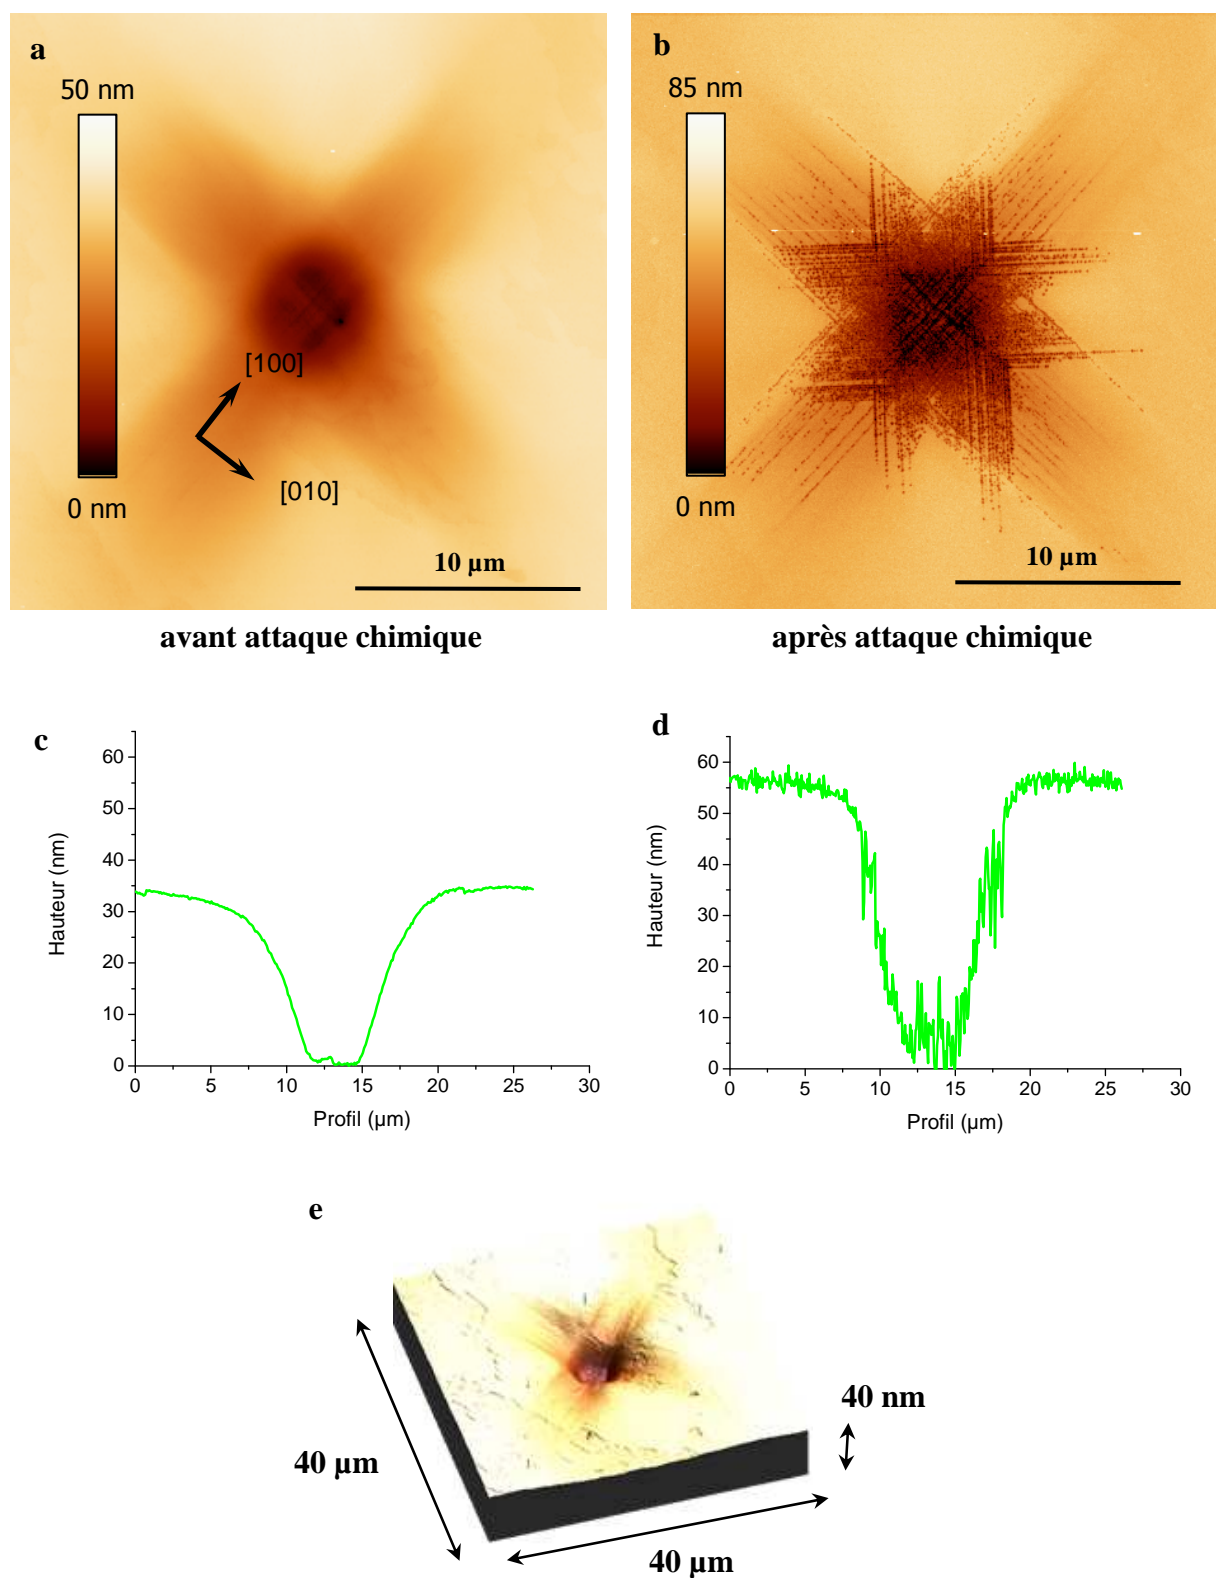 a
50 nm
[100]
[010]
0 nm
10 µm
avant attaque chimique
b
85 nm
0 nm
10 µm
après attaque chimique
c
Hauteur (nm)
60
50
40
30
20
10
0
0 5 10 15 20 25 30
Profil (µm)
d
Hauteur (nm)
60
50
40
30
20
10
0
0 5 10 15 20 25 30
Profil (µm)
e
40 nm
40 µm
40 µm